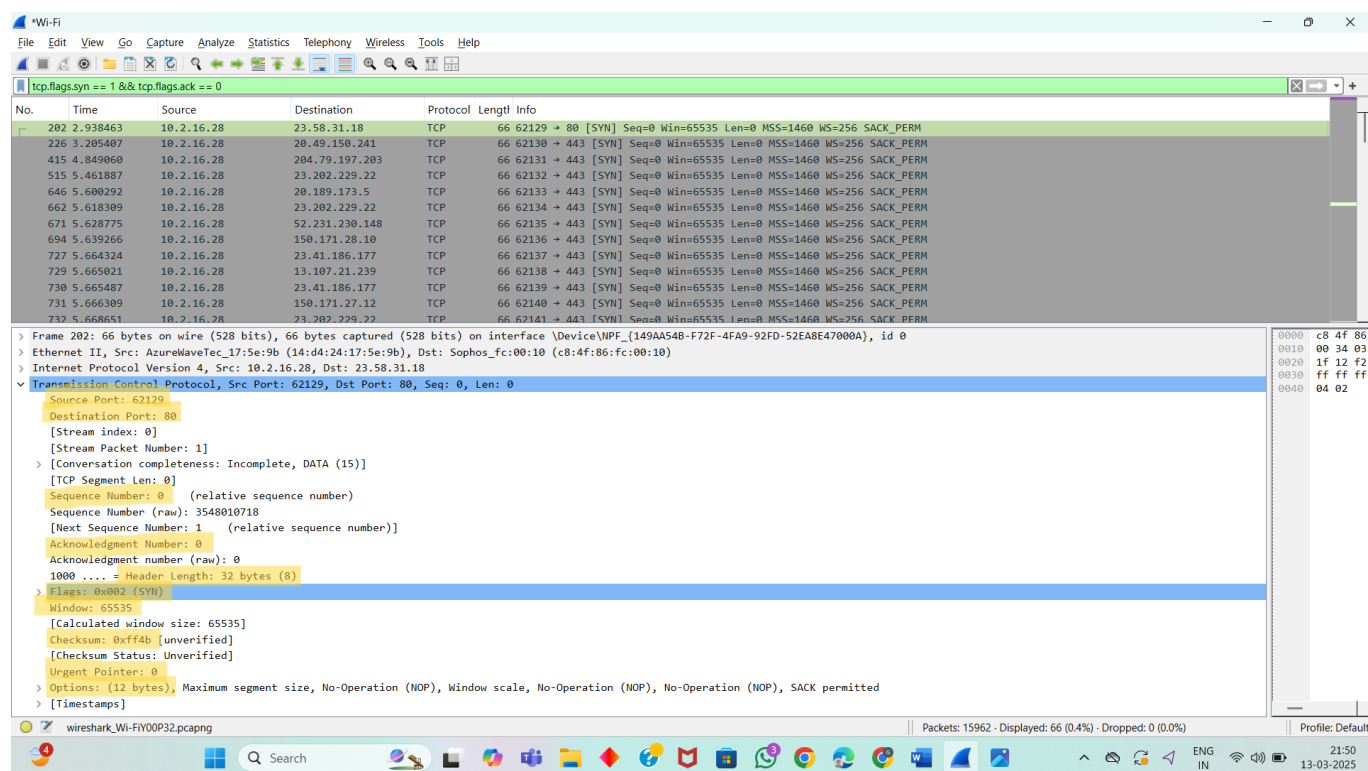 *Wi-Fi
File Edit View Go Capture Analyze Statistics Telephony Wireless Tools Help
tcp.flags.syn == 1 && tcp.flags.ack == 0
No. Time Source Destination Protocol Length Info
202 2.938463 10.2.16.28 23.58.31.18 TCP 66 62129 → 80 [SYN] Seq=0 Win=65535 Len=0 MSS=1460 WS=256 SACK_PERM
226 3.205407 10.2.16.28 20.49.150.241 TCP 66 62130 → 443 [SYN] Seq=0 Win=65535 Len=0 MSS=1460 WS=256 SACK_PERM
415 4.849060 10.2.16.28 204.79.197.203 TCP 66 62131 → 443 [SYN] Seq=0 Win=65535 Len=0 MSS=1460 WS=256 SACK_PERM
515 5.461887 10.2.16.28 23.202.229.22 TCP 66 62132 → 443 [SYN] Seq=0 Win=65535 Len=0 MSS=1460 WS=256 SACK_PERM
646 5.600292 10.2.16.28 20.189.173.5 TCP 66 62133 → 443 [SYN] Seq=0 Win=65535 Len=0 MSS=1460 WS=256 SACK_PERM
662 5.618309 10.2.16.28 23.202.229.22 TCP 66 62134 → 443 [SYN] Seq=0 Win=65535 Len=0 MSS=1460 WS=256 SACK_PERM
671 5.628775 10.2.16.28 52.231.230.148 TCP 66 62135 → 443 [SYN] Seq=0 Win=65535 Len=0 MSS=1460 WS=256 SACK_PERM
694 5.639266 10.2.16.28 150.171.28.10 TCP 66 62136 → 443 [SYN] Seq=0 Win=65535 Len=0 MSS=1460 WS=256 SACK_PERM
727 5.664324 10.2.16.28 23.41.186.177 TCP 66 62137 → 443 [SYN] Seq=0 Win=65535 Len=0 MSS=1460 WS=256 SACK_PERM
729 5.665021 10.2.16.28 13.107.21.239 TCP 66 62138 → 443 [SYN] Seq=0 Win=65535 Len=0 MSS=1460 WS=256 SACK_PERM
730 5.665487 10.2.16.28 23.41.186.177 TCP 66 62139 → 443 [SYN] Seq=0 Win=65535 Len=0 MSS=1460 WS=256 SACK_PERM
731 5.666309 10.2.16.28 150.171.27.12 TCP 66 62140 → 443 [SYN] Seq=0 Win=65535 Len=0 MSS=1460 WS=256 SACK_PERM
732 5.668651 10.2.16.28 23.202.229.22 TCP 66 62141 → 443 [SYN] Seq=0 Win=65535 Len=0 MSS=1460 WS=256 SACK_PERM
Frame 202: 66 bytes on wire (528 bits), 66 bytes captured (528 bits) on interface \Device\NPF_{149AA54B-F72F-4FA9-92FD-52EA8E47000A}, id 0
Ethernet II, Src: AzureWaveTec_17:5e:9b (14:d4:24:17:5e:9b), Dst: Sophos_fc:00:10 (c8:4f:86:fc:00:10)
Internet Protocol Version 4, Src: 10.2.16.28, Dst: 23.58.31.18
Transmission Control Protocol, Src Port: 62129, Dst Port: 80, Seq: 0, Len: 0
Source Port: 62129
Destination Port: 80
[Stream index: 0]
[Stream Packet Number: 1]
[Conversation completeness: Incomplete, DATA (15)]
[TCP Segment Len: 0]
Sequence Number: 0 (relative sequence number)
Sequence Number (raw): 3548010718
[Next Sequence Number: 1 (relative sequence number)]
Acknowledgment Number: 0
Acknowledgment number (raw): 0
1000 .... = Header Length: 32 bytes (8)
Flags: 0x002 (SYN)
Window: 65535
[Calculated window size: 65535]
Checksum: 0xff4b [unverified]
[Checksum Status: Unverified]
Urgent Pointer: 0
Options: (12 bytes), Maximum segment size, No-Operation (NOP), Window scale, No-Operation (NOP), No-Operation (NOP), SACK permitted
[Timestamps]
0000 c8 4f 86
0010 00 34 03
0020 1f 12 f2
0030 ff ff ff
0040 04 02
wireshark_Wi-FiY00P32.pcapng Packets: 15962 · Displayed: 66 (0.4%) · Dropped: 0 (0.0%) Profile: Default
4 Search 3 ENG IN 21:50 13-03-2025